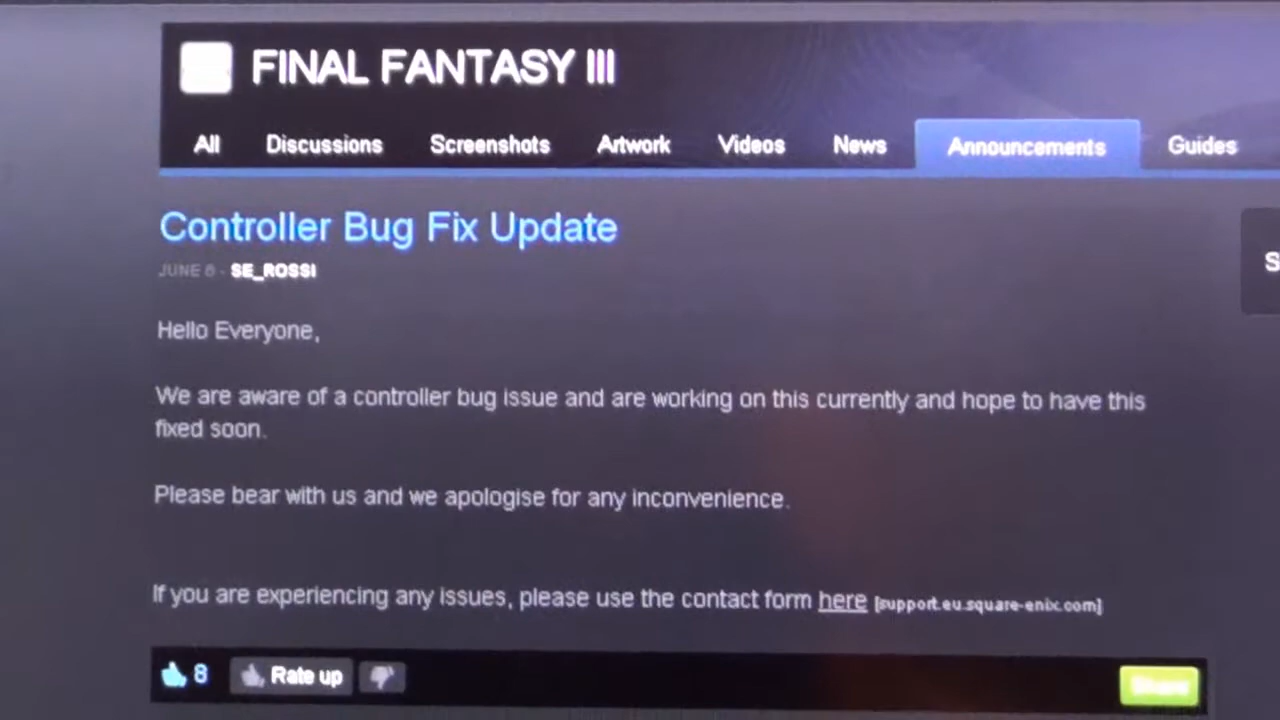 FINAL FANTASY III
All Discussions Screenshots Artwork Videos News Announcements Guides
Controller Bug Fix Update
JUNE 6 - SE_ROSSI
S
Hello Everyone,
We are aware of a controller bug issue and are working on this currently and hope to have this
fixed soon.
Please bear with us and we apologise for any inconvenience.
If you are experiencing any issues, please use the contact form here [support.eu.square-enix.com]
8 Rate up Share